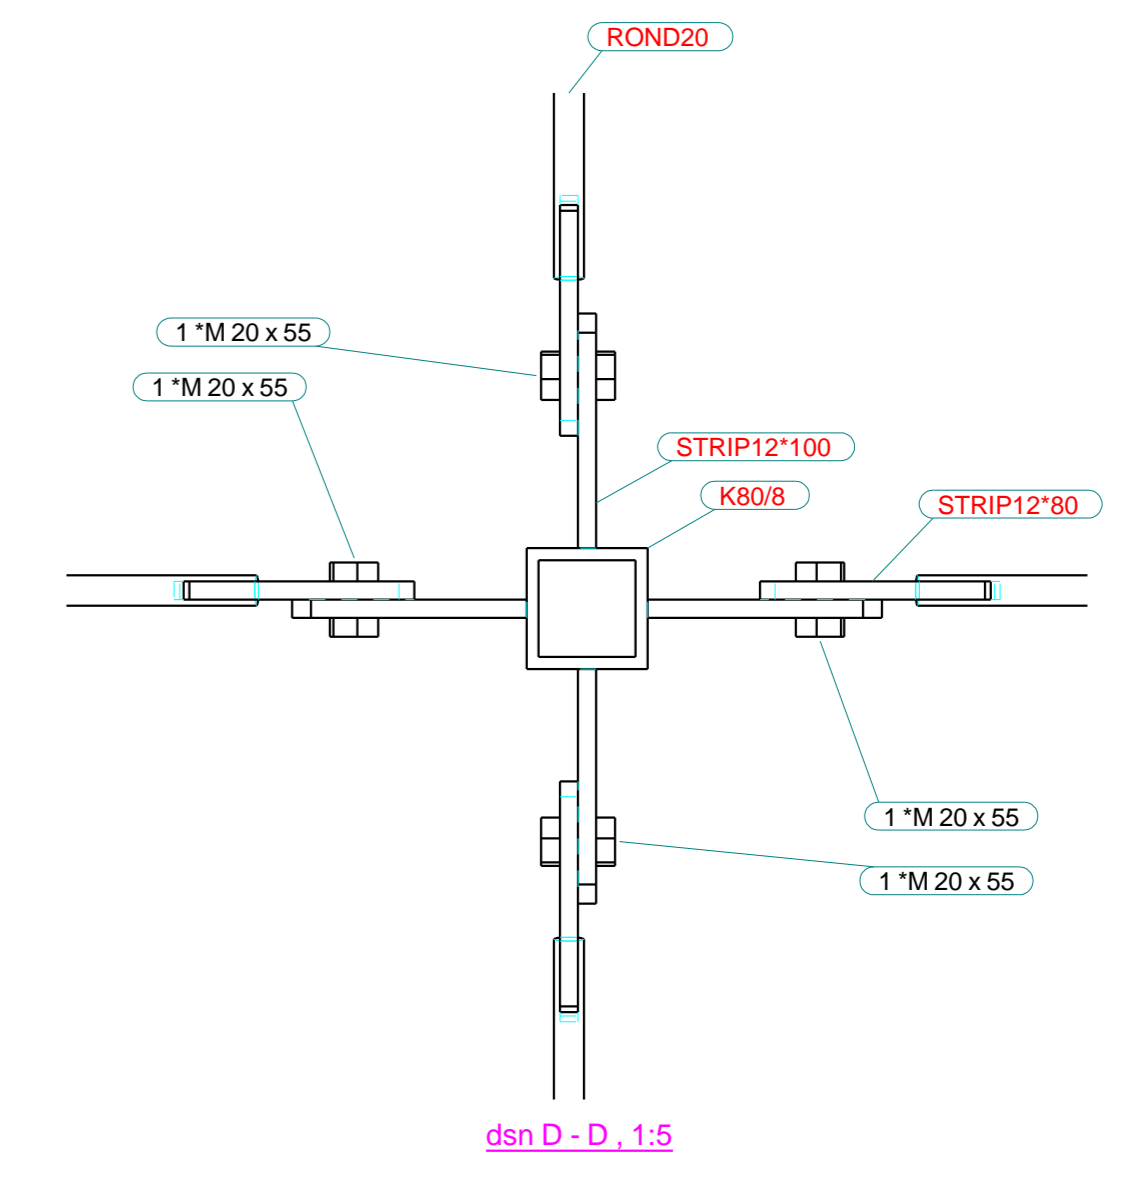 ROND20
1 *M 20 x 55
1 *M 20 x 55
STRIP12*100
K80/8
STRIP12*80
1 *M 20 x 55
1 *M 20 x 55
dsn D - D , 1:5